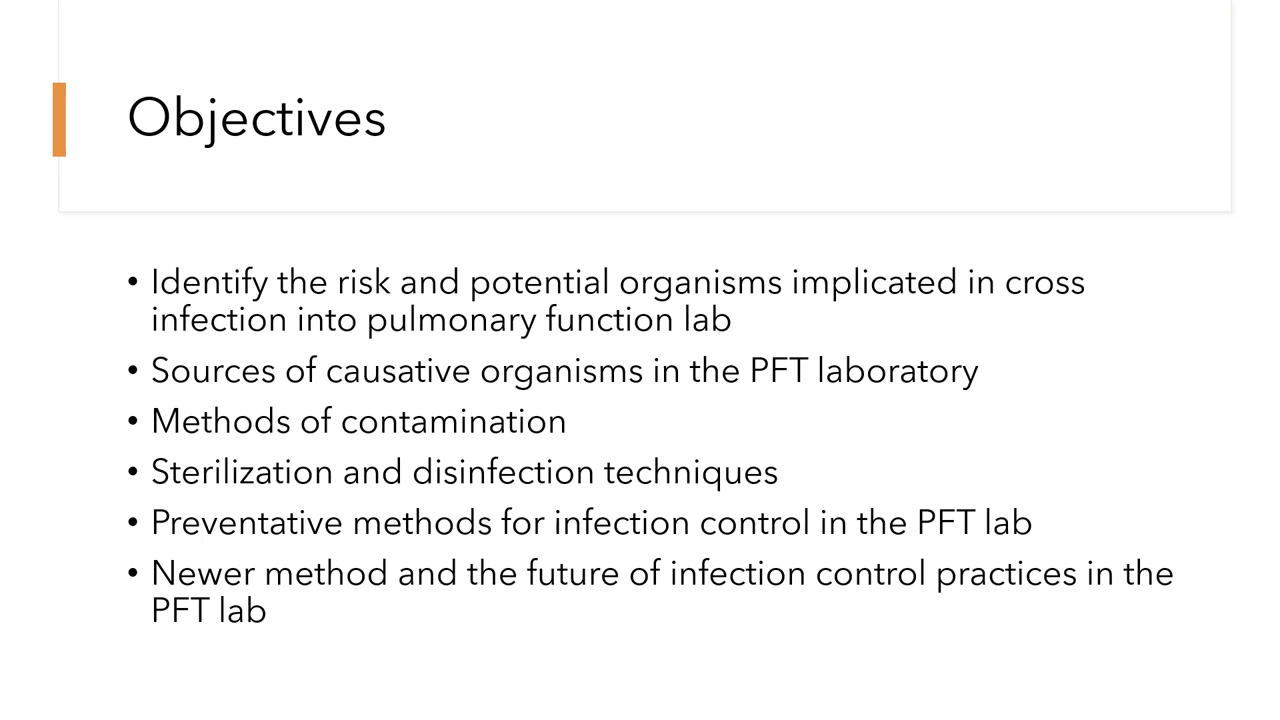 Objectives
• Identify the risk and potential organisms implicated in cross
infection into pulmonary function lab
• Sources of causative organisms in the PFT laboratory
• Methods of contamination
• Sterilization and disinfection techniques
• Preventative methods for infection control in the PFT lab
• Newer method and the future of infection control practices in the
PFT lab